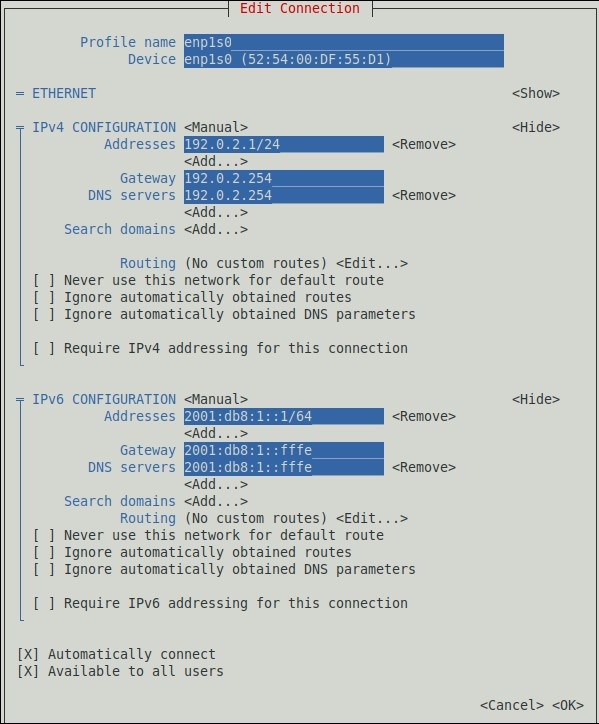 Edit Connection
Profile name enp1s0
Device enp1s0 (52:54:00:DF:55:D1)
= ETHERNET <Show>
IPv4 CONFIGURATION <Manual> <Hide>
Addresses 192.0.2.1/24 <Remove>
<Add...>
Gateway 192.0.2.254
DNS servers 192.0.2.254 <Remove>
<Add...>
Search domains <Add...>
Routing (No custom routes) <Edit...>
[ ] Never use this network for default route
[ ] Ignore automatically obtained routes
[ ] Ignore automatically obtained DNS parameters
[ ] Require IPv4 addressing for this connection
IPv6 CONFIGURATION <Manual> <Hide>
Addresses 2001:db8:1::1/64 <Remove>
<Add...>
Gateway 2001:db8:1::fffe
DNS servers 2001:db8:1::fffe <Remove>
<Add...>
Search domains <Add...>
Routing (No custom routes) <Edit...>
[ ] Never use this network for default route
[ ] Ignore automatically obtained routes
[ ] Ignore automatically obtained DNS parameters
[ ] Require IPv6 addressing for this connection
[X] Automatically connect
[X] Available to all users
<Cancel> <OK>